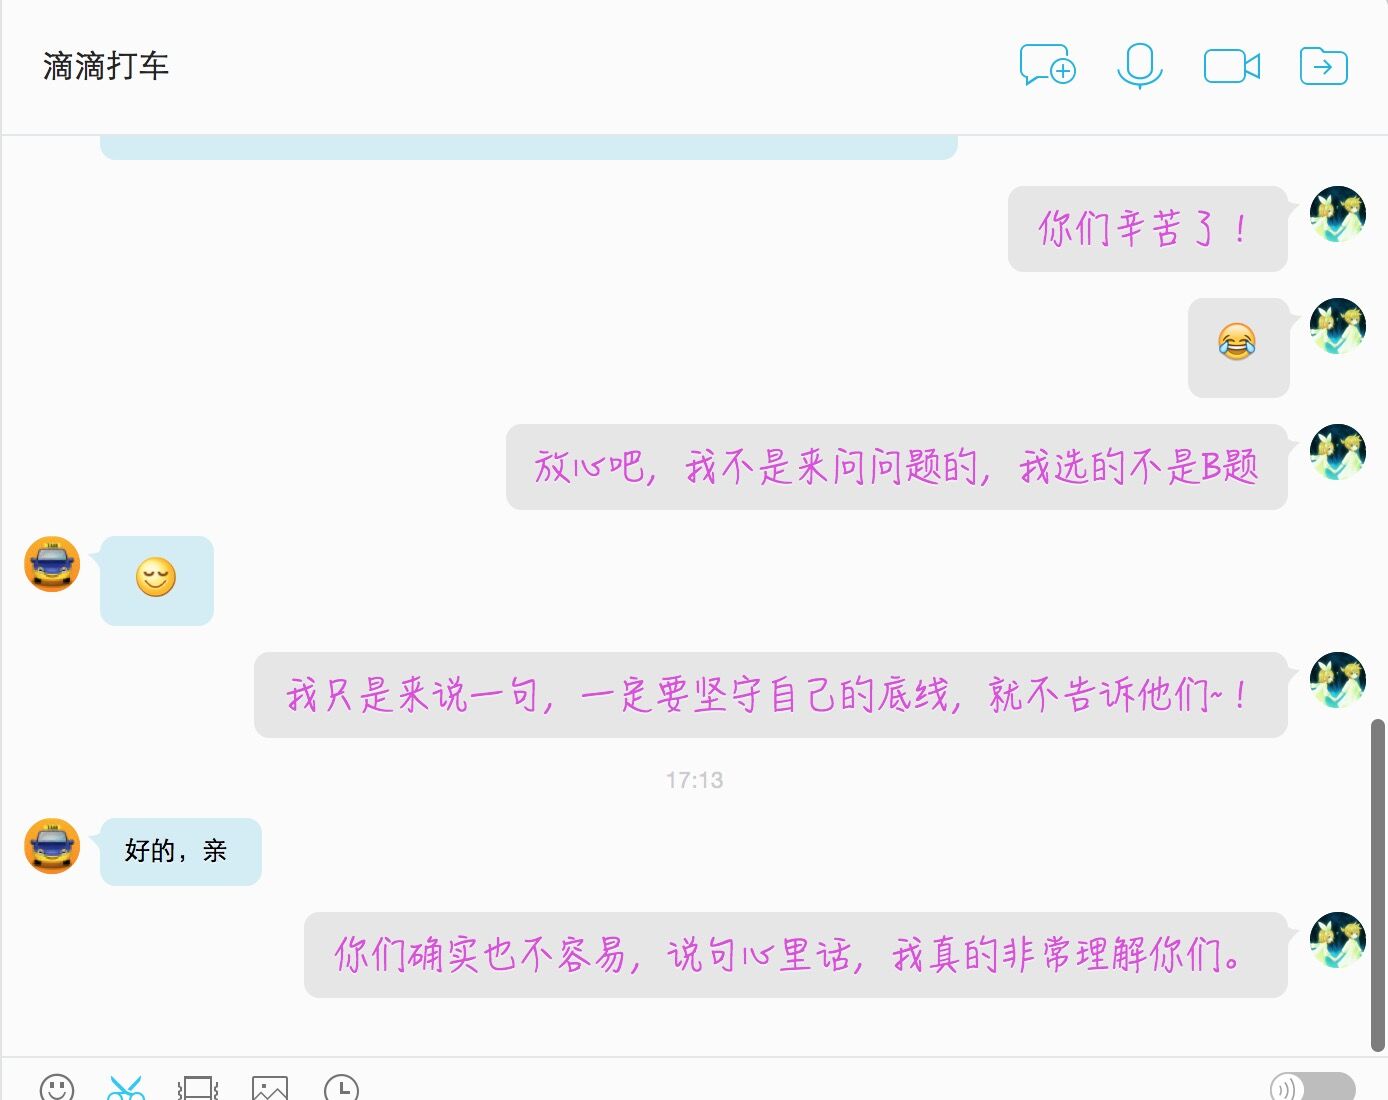 滴滴打车
你们辛苦了！
放心吧，我不是来问问题的，我选的不是B题
我只是来说一句，一定要坚守自己的底线，就不告诉他们~！
17:13
好的，亲
你们确实也不容易，说句心里话，我真的非常理解你们。